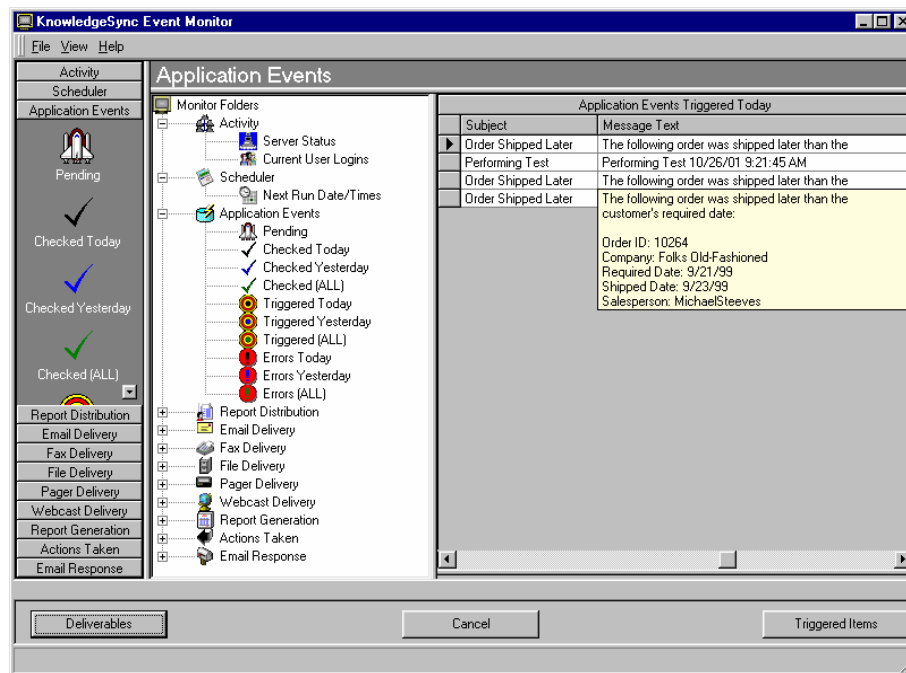 KnowledgeSync Event Monitor
File View Help
Activity
Scheduler
Application Events
Pending
Checked Today
Checked Yesterday
Checked (ALL)
Report Distribution
Email Delivery
Fax Delivery
File Delivery
Pager Delivery
Webcast Delivery
Report Generation
Actions Taken
Email Response
Application Events
Monitor Folders
Activity
Server Status
Current User Logins
Scheduler
Next Run Date/Times
Application Events
Pending
Checked Today
Checked Yesterday
Checked (ALL)
Triggered Today
Triggered Yesterday
Triggered (ALL)
Errors Today
Errors Yesterday
Errors (ALL)
Report Distribution
Email Delivery
Fax Delivery
File Delivery
Pager Delivery
Webcast Delivery
Report Generation
Actions Taken
Email Response
Application Events Triggered Today
Subject Message Text
Order Shipped Later The following order was shipped later than the
Performing Test Performing Test 10/26/01 9:21:45 AM
Order Shipped Later The following order was shipped later than the
Order Shipped Later The following order was shipped later than the
customer's required date:
Order ID: 10264
Company: Folks Old-Fashioned
Required Date: 9/21/99
Shipped Date: 9/23/99
Salesperson: MichaelSteeves
Deliverables Cancel Triggered Items